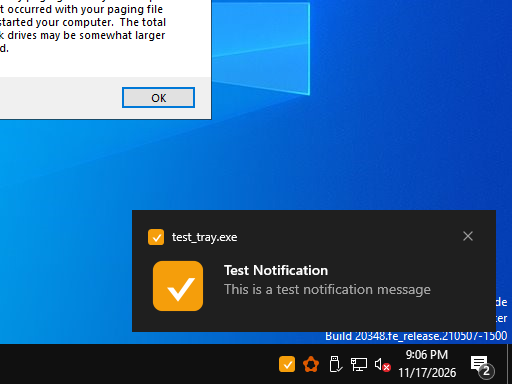 t occurred with your paging file
started your computer. The total
k drives may be somewhat larger
d.
OK
test_tray.exe
Test Notification
This is a test notification message
de
ter
Build 20348.fe_release.210507-1500
9:06 PM
11/17/2026
2